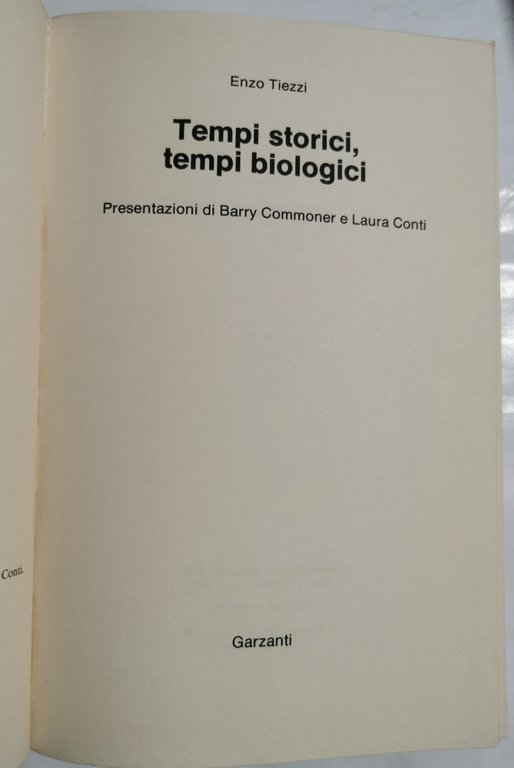 Enzo Tiezzi
Tempi storici,
tempi biologici
Presentazioni di Barry Commoner e Laura Conti
Conti.
Garzanti